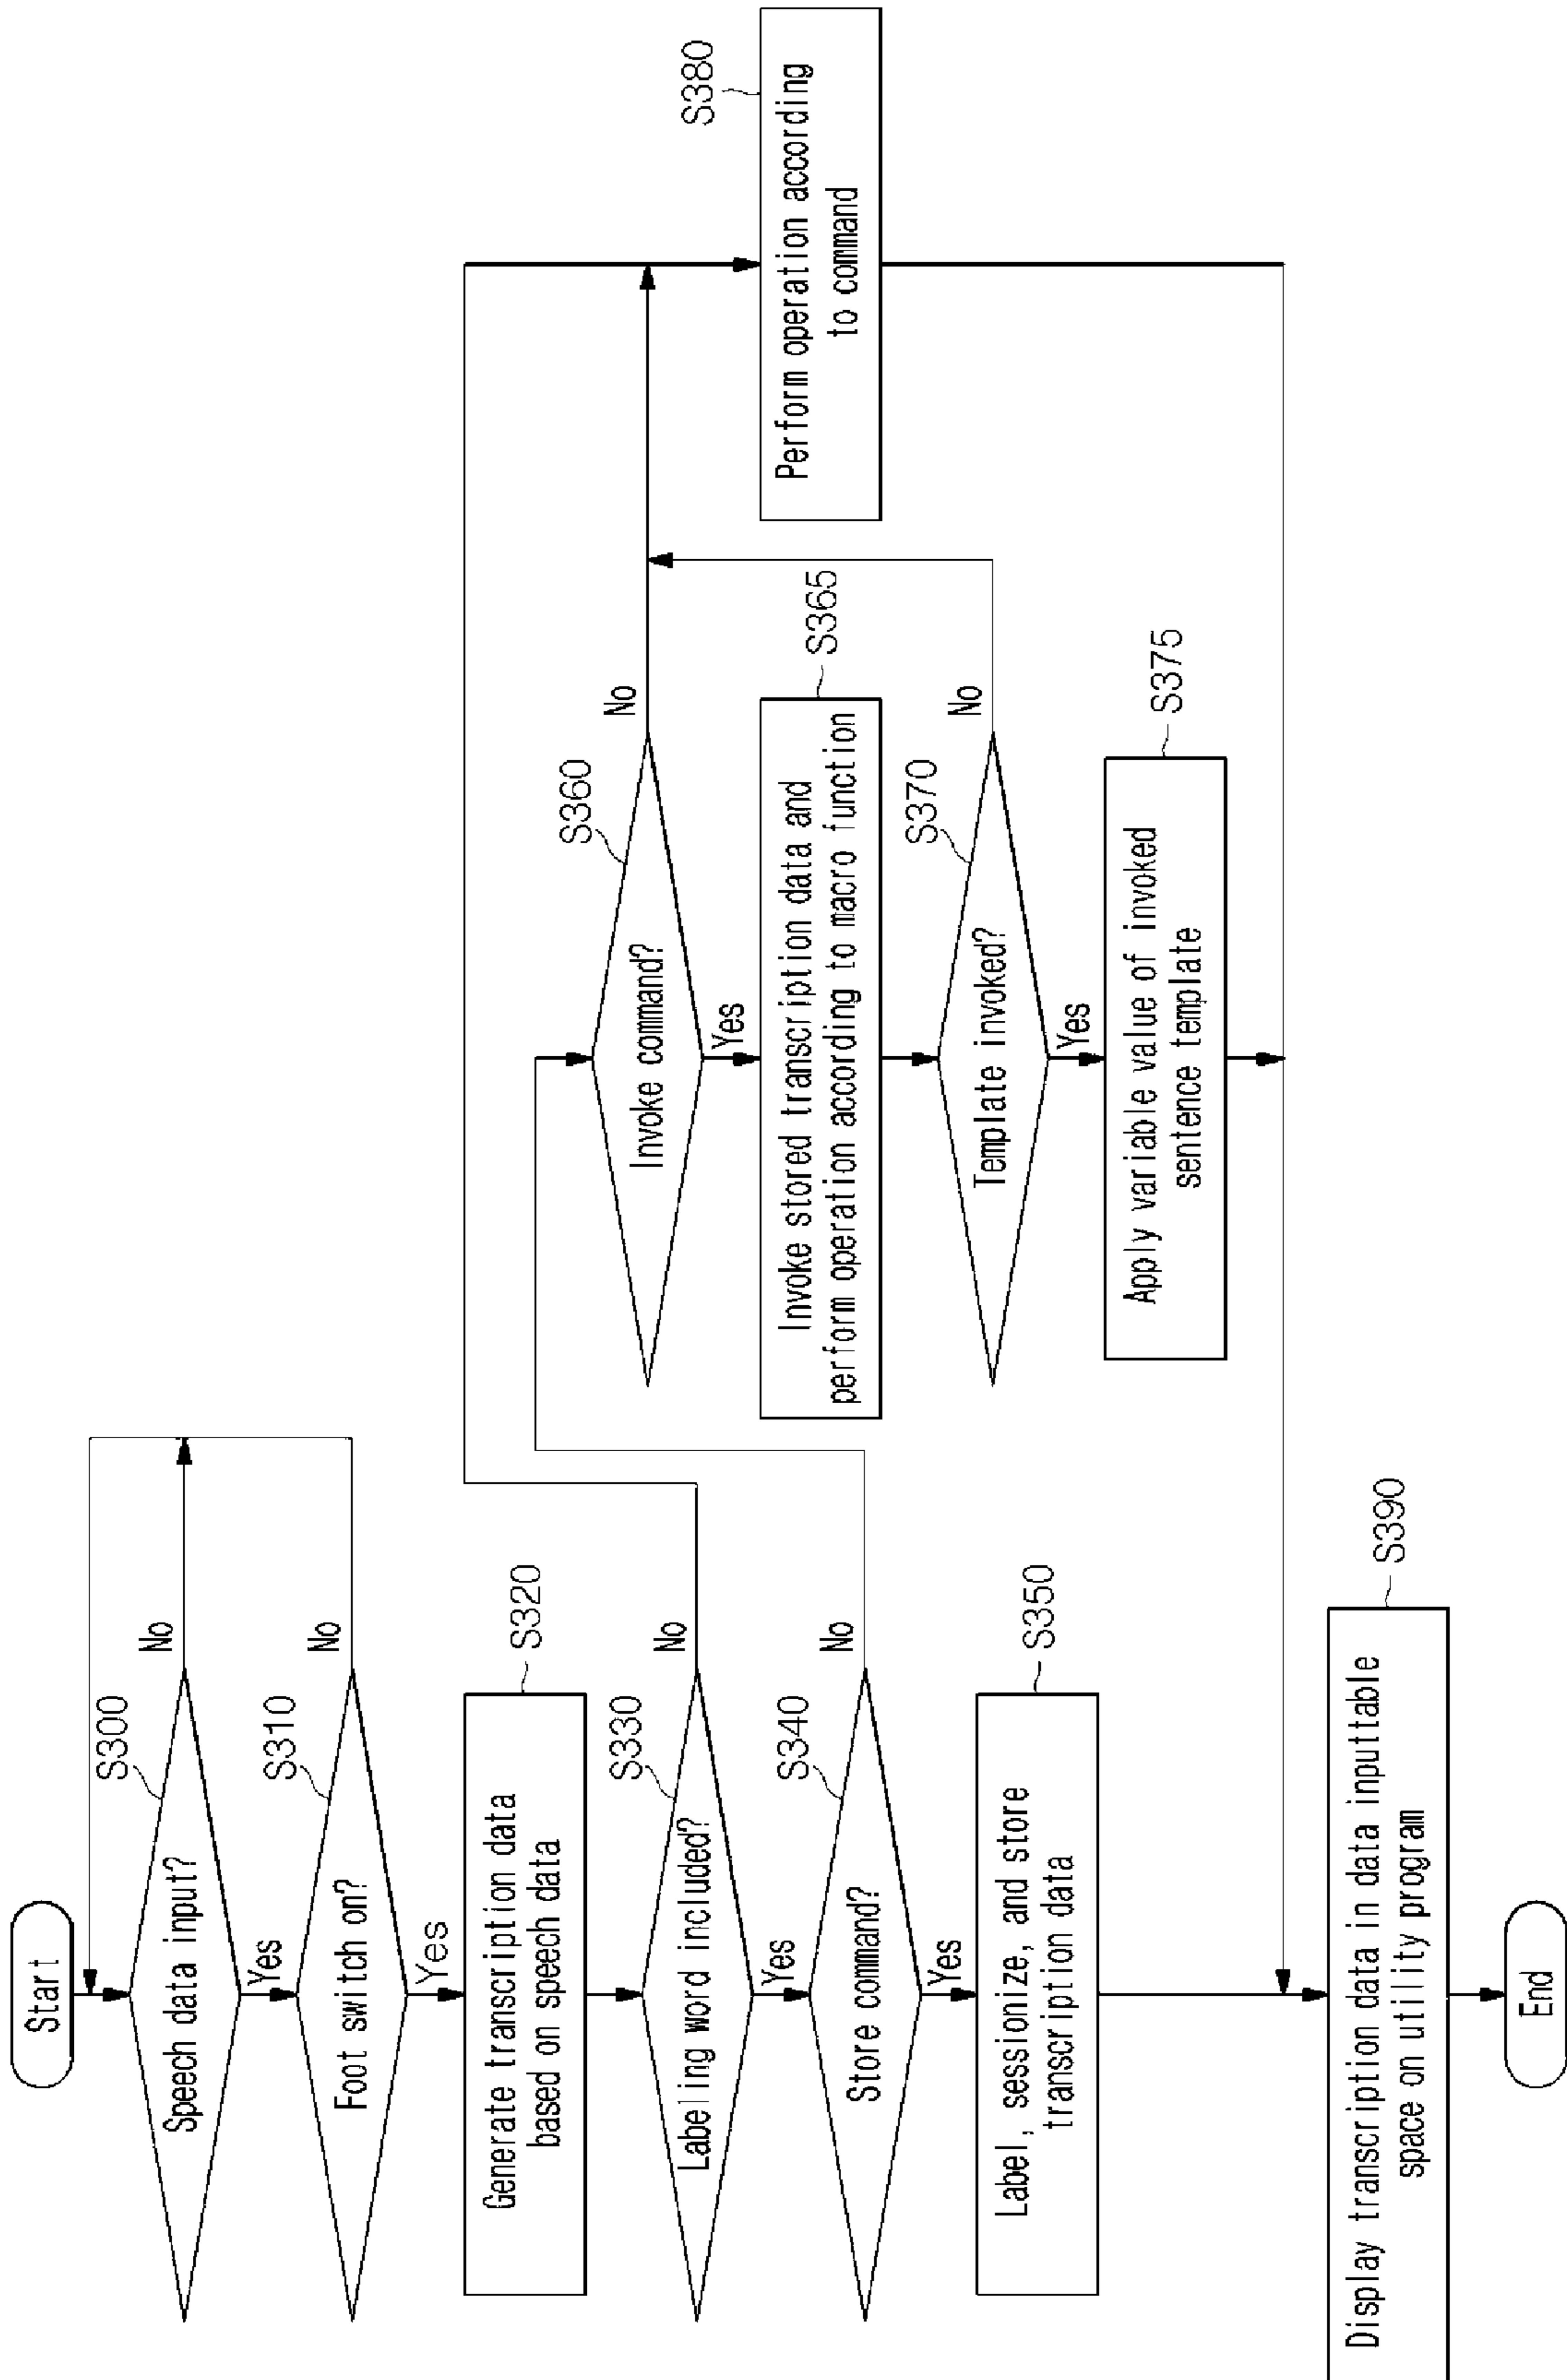 Start
S300
Speech data input?
No
Yes
S310
Foot switch on?
No
Yes
S320
Generate transcription data
based on speech data
S330
Labeling word included?
No
Yes
S340
Store command?
No
Yes
S350
Label, sessionize, and store
transcription data
S360
Invoke command?
No
Yes
S365
Invoke stored transcription data and
perform operation according to macro function
S370
Template invoked?
No
Yes
S375
Apply variable value of invoked
sentence template
S380
Perform operation according
to command
S390
Display transcription data in data inputtable
space on utility program
End